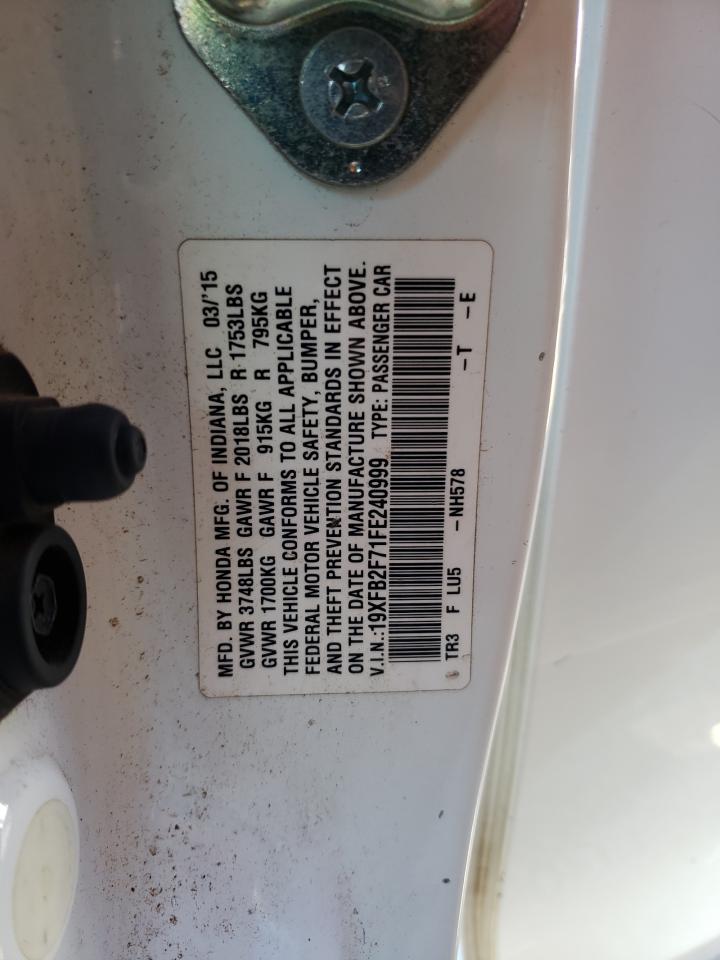 MFD. BY HONDA MFG. OF INDIANA, LLC 03/'15
GVWR 3748LBS GAWR F 2018LBS R 1753LBS
GVWR 1700KG GAWR F 915KG R 795KG
THIS VEHICLE CONFORMS TO ALL APPLICABLE
FEDERAL MOTOR VEHICLE SAFETY, BUMPER,
AND THEFT PREVENTION STANDARDS IN EFFECT
ON THE DATE OF MANUFACTURE SHOWN ABOVE.
V.I.N.:19XFB2F71FE240999 TYPE: PASSENGER CAR
TR3 F LU5 -NH578 -T -E